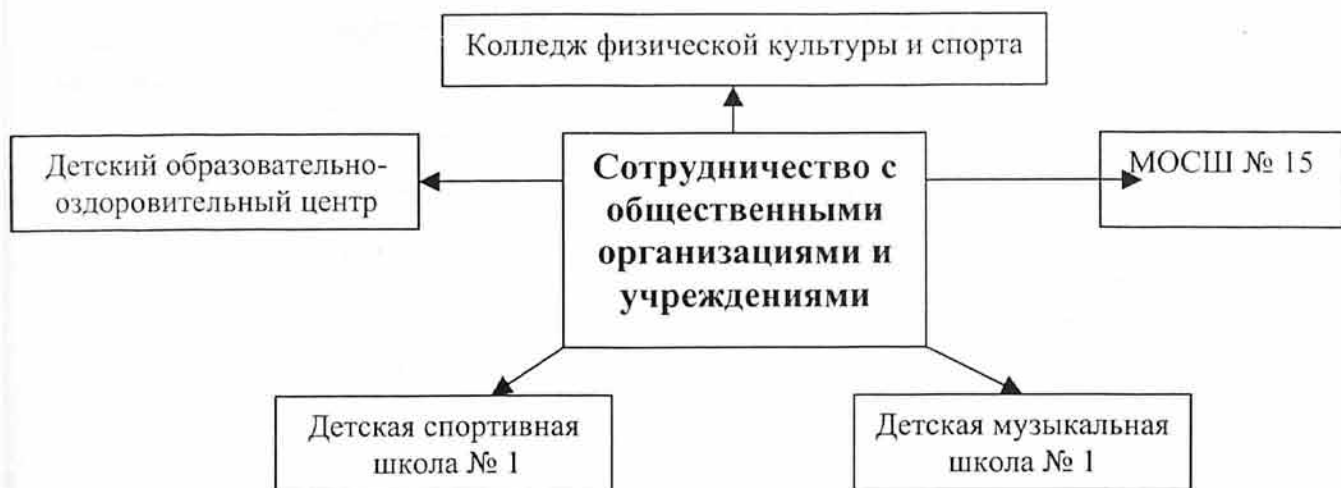 Колледж физической культуры и спорта
Детский образовательно-
оздоровительный центр
Сотрудничество с
общественными
организациями и
учреждениями
МОСШ № 15
Детская спортивная
школа № 1
Детская музыкальная
школа № 1